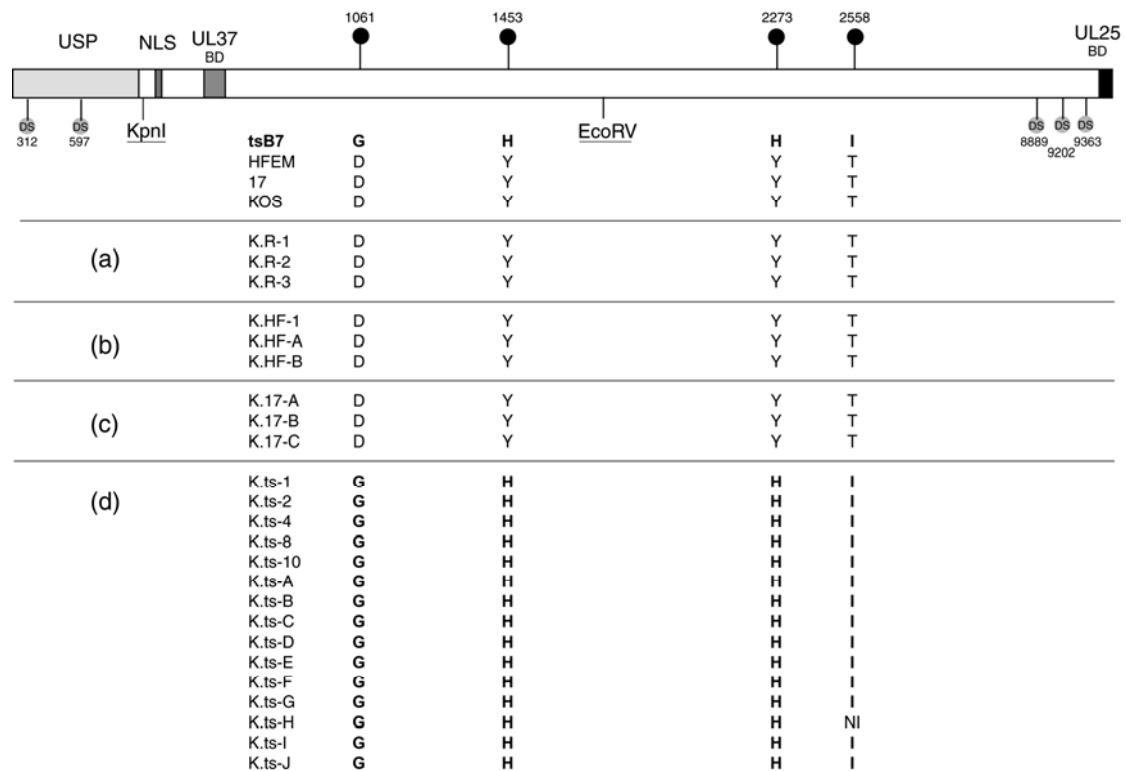 1061 1453 2273 2558
USP NLS UL37 BD UL25 BD
DS DS DS DS DS
312 597 KpnI EcoRV 8889 9202 9363
tsB7 G H H I
HFEM D Y Y T
17 D Y Y T
KOS D Y Y T
(a)
K.R-1 D Y Y T
K.R-2 D Y Y T
K.R-3 D Y Y T
(b)
K.HF-1 D Y Y T
K.HF-A D Y Y T
K.HF-B D Y Y T
(c)
K.17-A D Y Y T
K.17-B D Y Y T
K.17-C D Y Y T
(d)
K.ts-1 G H H I
K.ts-2 G H H I
K.ts-4 G H H I
K.ts-8 G H H I
K.ts-10 G H H I
K.ts-A G H H I
K.ts-B G H H I
K.ts-C G H H I
K.ts-D G H H I
K.ts-E G H H I
K.ts-F G H H I
K.ts-G G H H I
K.ts-H G H H NI
K.ts-I G H H I
K.ts-J G H H I